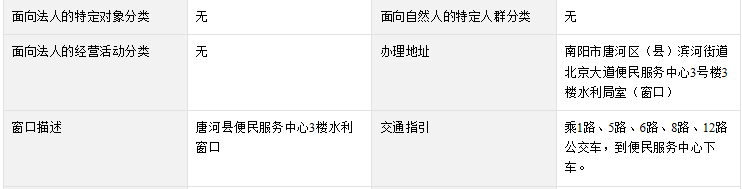 面向法人的特定对象分类 无 面向自然人的特定人群分类 无
面向法人的经营活动分类 无 办理地址 南阳市唐河区（县）滨河街道
北京大道便民服务中心3号楼3
楼水利局室（窗口）
窗口描述 唐河县便民服务中心3楼水利
窗口
交通指引 乘1路、5路、6路、8路、12路
公交车，到便民服务中心下
车。